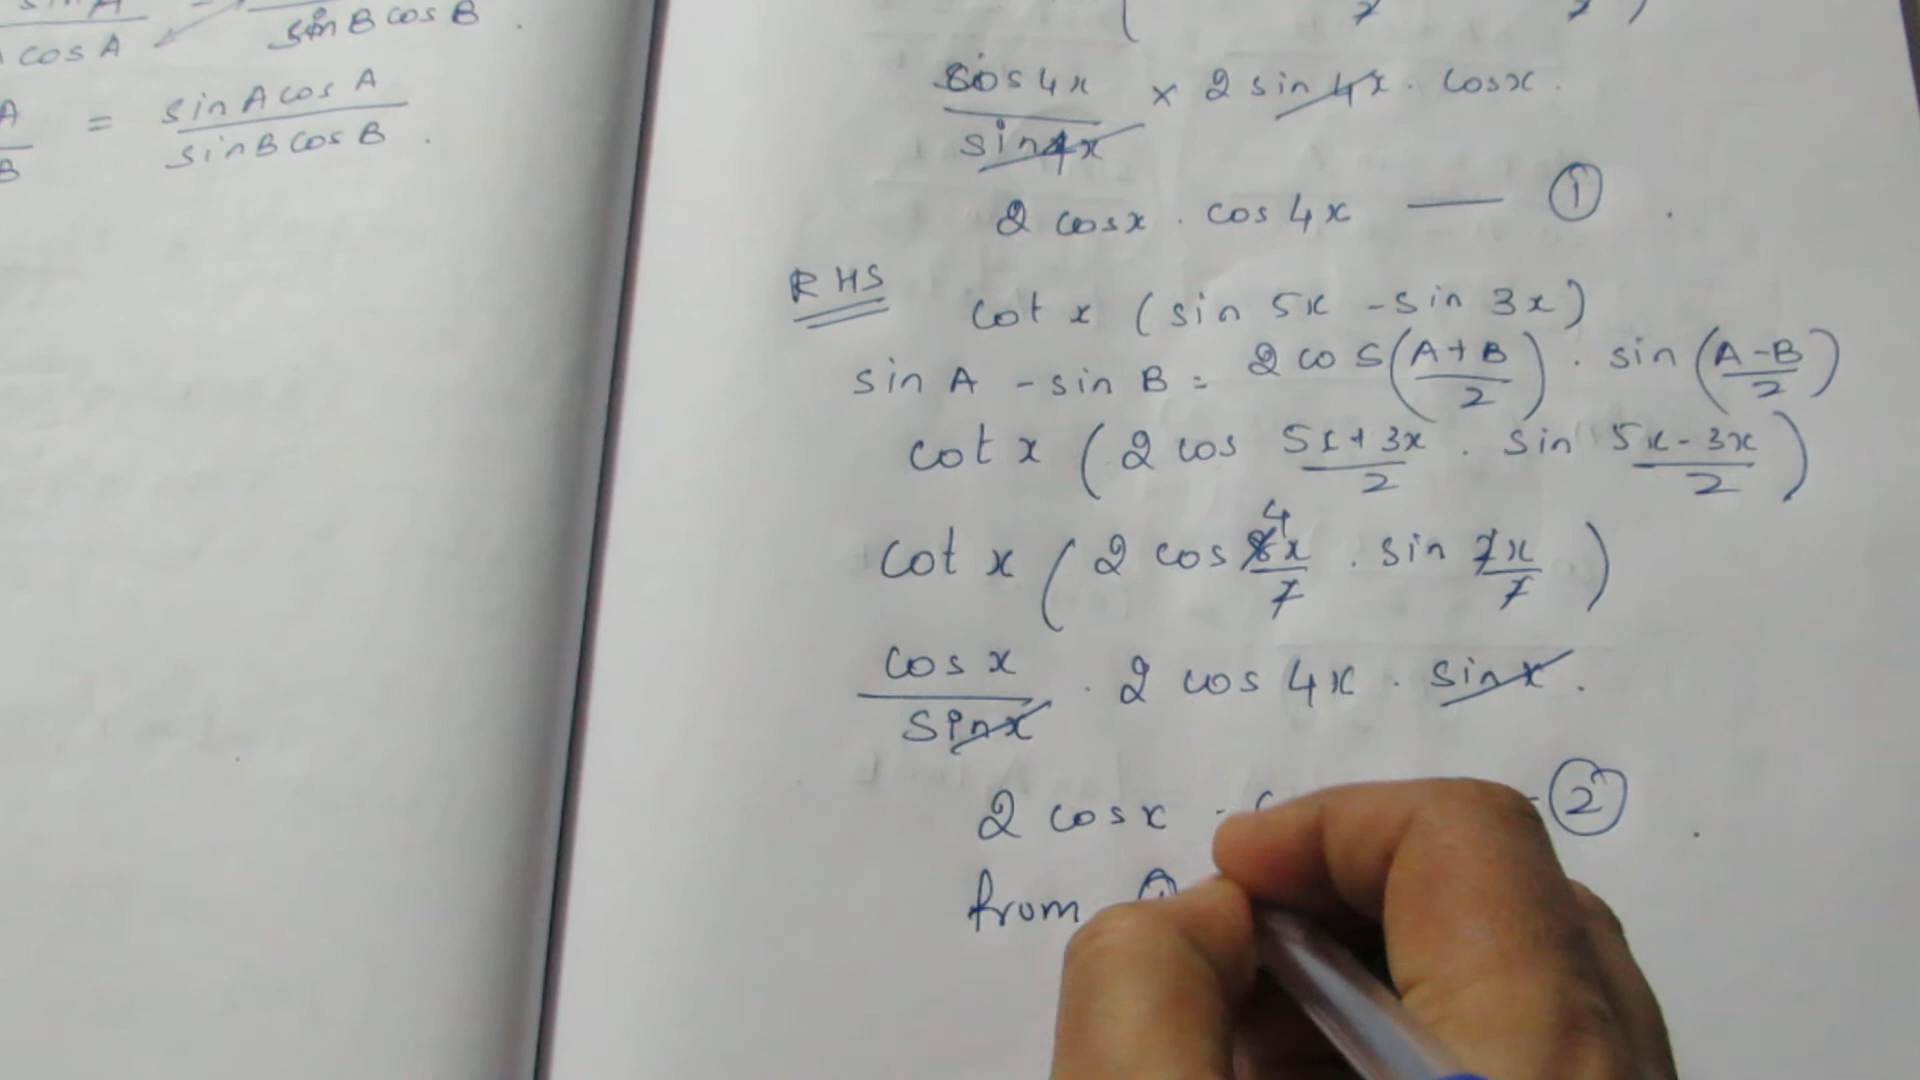 cos A
sin B cos B .
A/B = sin A cos A / sin B cos B .
cos 4x / sin 4x × 2 sin 4x . cos x .
2 cos x . cos 4x — ①
RHS
cot x ( sin 5x - sin 3x )
sin A - sin B = 2 cos ( A + B / 2 ) . sin ( A - B / 2 )
cot x ( 2 cos 5x + 3x / 2 . sin 5x - 3x / 2 )
4
cot x ( 2 cos 8x / 2 . sin 2x / 2 )
cos x / sin x . 2 cos 4x . sin x .
2 cos x . — ②
from ①